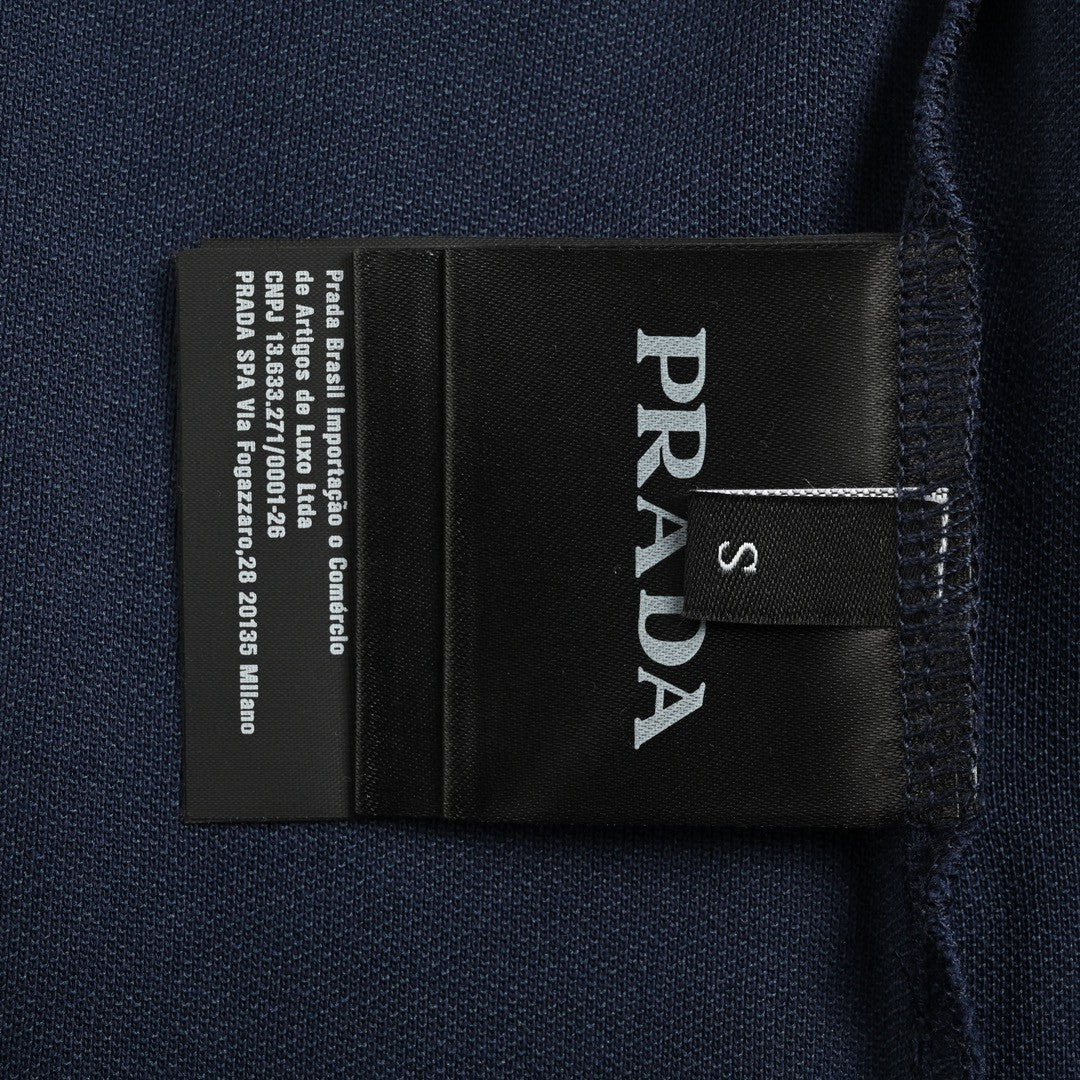 PRADA
S
Prada Brasil Importação o Comércio
de Artigos de Luxo Ltda
CNPJ 13.633.271/0001-26
PRADA SPA Via Fogazzaro,28 20135 Milano